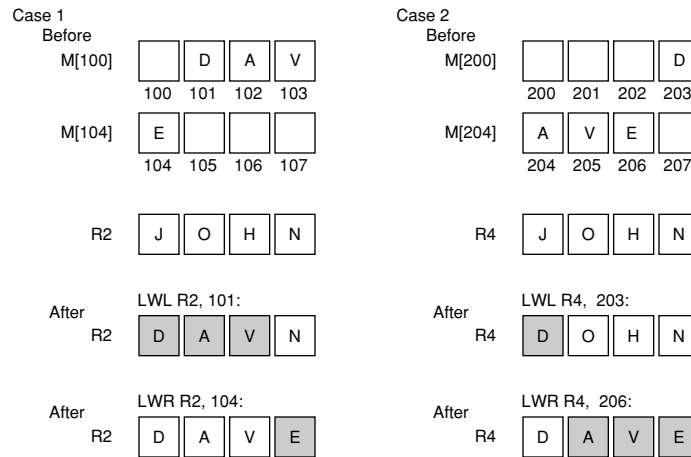 Case 1
Before
M[100] D A V
100 101 102 103
M[104] E
104 105 106 107
R2 J O H N
After
LWL R2, 101:
R2 D A V N
After
LWR R2, 104:
R2 D A V E
Case 2
Before
M[200] D
200 201 202 203
M[204] A V E
204 205 206 207
R4 J O H N
After
LWL R4, 203:
R4 D O H N
After
LWR R4, 206:
R4 D A V E